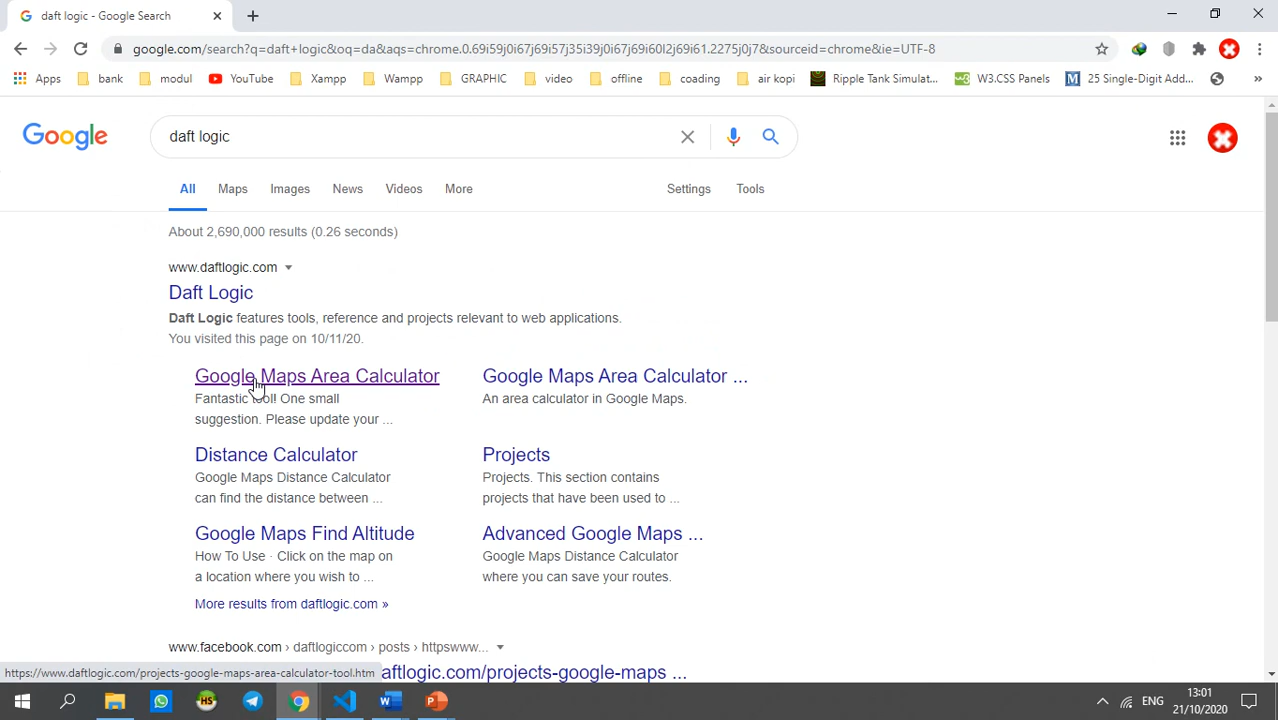 daft logic - Google Search
google.com/search?q=daft+logic&oq=da&aqs=chrome.0.69i59j0i67j69i57j35i39j0i67j69i60l2j69i61.2275j0j7&sourceid=chrome&ie=UTF-8
Apps bank modul YouTube Xampp Wampp GRAPHIC video offline coading air kopi Ripple Tank Simulat... W3.CSS Panels M 25 Single-Digit Add... »
Google daft logic
All Maps Images News Videos More Settings Tools
About 2,690,000 results (0.26 seconds)
www.daftlogic.com
Daft Logic
Daft Logic features tools, reference and projects relevant to web applications.
You visited this page on 10/11/20.
Google Maps Area Calculator
Fantastic tool! One small
suggestion. Please update your ...
Google Maps Area Calculator ...
An area calculator in Google Maps.
Distance Calculator
Google Maps Distance Calculator
can find the distance between ...
Projects
Projects. This section contains
projects that have been used to ...
Google Maps Find Altitude
How To Use · Click on the map on
a location where you wish to ...
Advanced Google Maps ...
Google Maps Distance Calculator
where you can save your routes.
More results from daftlogic.com »
www.facebook.com › daftlogiccom › posts › httpswww...
https://www.daftlogic.com/projects-google-maps-area-calculator-tool.htm
aftlogic.com/projects-google-maps ...
HS W P ENG
13:01
21/10/2020